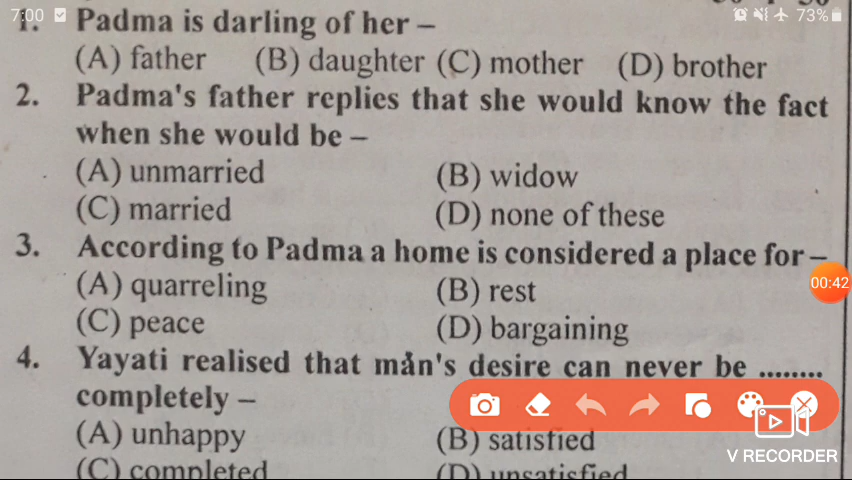 7:00
73%
1. Padma is darling of her –
(A) father (B) daughter (C) mother (D) brother
2. Padma's father replies that she would know the fact
when she would be –
(A) unmarried (B) widow
(C) married (D) none of these
3. According to Padma a home is considered a place for –
00:42
(A) quarreling (B) rest
(C) peace (D) bargaining
4. Yayati realised that man's desire can never be ........
completely –
(A) unhappy (B) satisfied
V RECORDER
(C) completed (D) unsatisfied